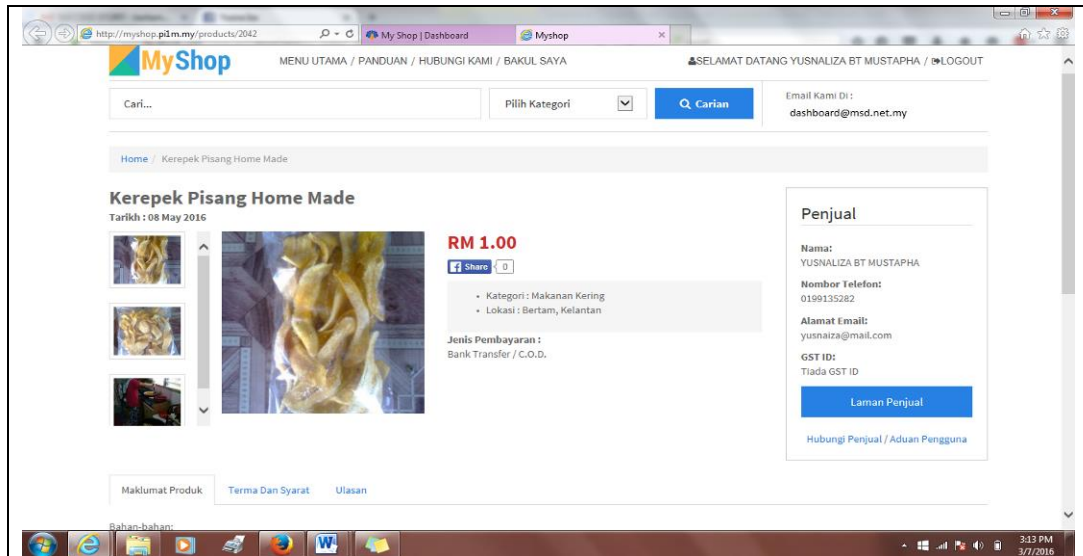 http://myshop.pi1m.my/products/2042
My Shop | Dashboard
Myshop
MyShop
MENU UTAMA / PANDUAN / HUBUNGI KAMI / BAKUL SAYA
SELAMAT DATANG YUSNALIZA BT MUSTAPHA / LOGOUT
Cari...
Pilih Kategori
Carian
Email Kami Di :
dashboard@msd.net.my
Home / Kerepek Pisang Home Made
Kerepek Pisang Home Made
Tarikh : 08 May 2016
RM 1.00
Share 0
• Kategori : Makanan Kering
• Lokasi : Bertam, Kelantan
Jenis Pembayaran :
Bank Transfer / C.O.D.
Penjual
Nama:
YUSNALIZA BT MUSTAPHA
Nombor Telefon:
0199135282
Alamat Email:
yusnaiza@mail.com
GST ID:
Tiada GST ID
Laman Penjual
Hubungi Penjual / Aduan Pengguna
Maklumat Produk
Terma Dan Syarat
Ulasan
Bahan-bahan:
3:13 PM
3/7/2016